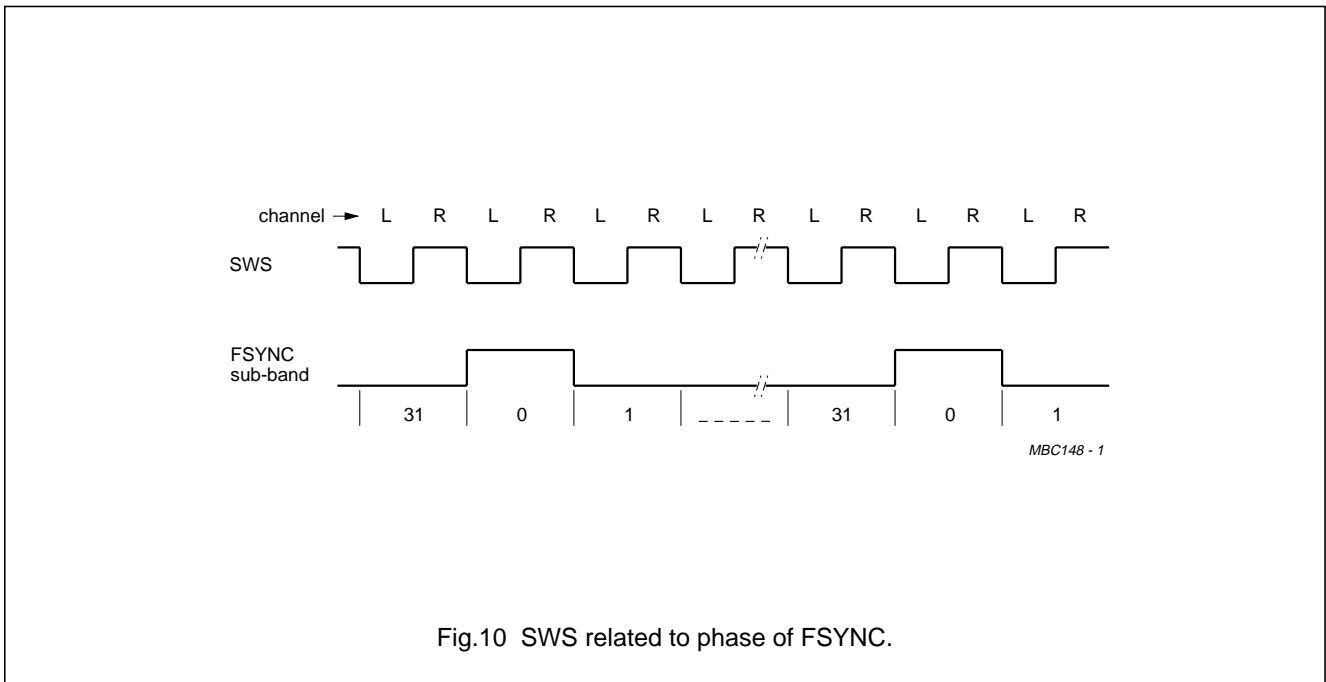 channel → L R L R L R L R L R L R L R
SWS
FSYNC
sub-band
31 0 1 _ _ _ _ _ 31 0 1
MBC148 - 1
Fig.10 SWS related to phase of FSYNC.